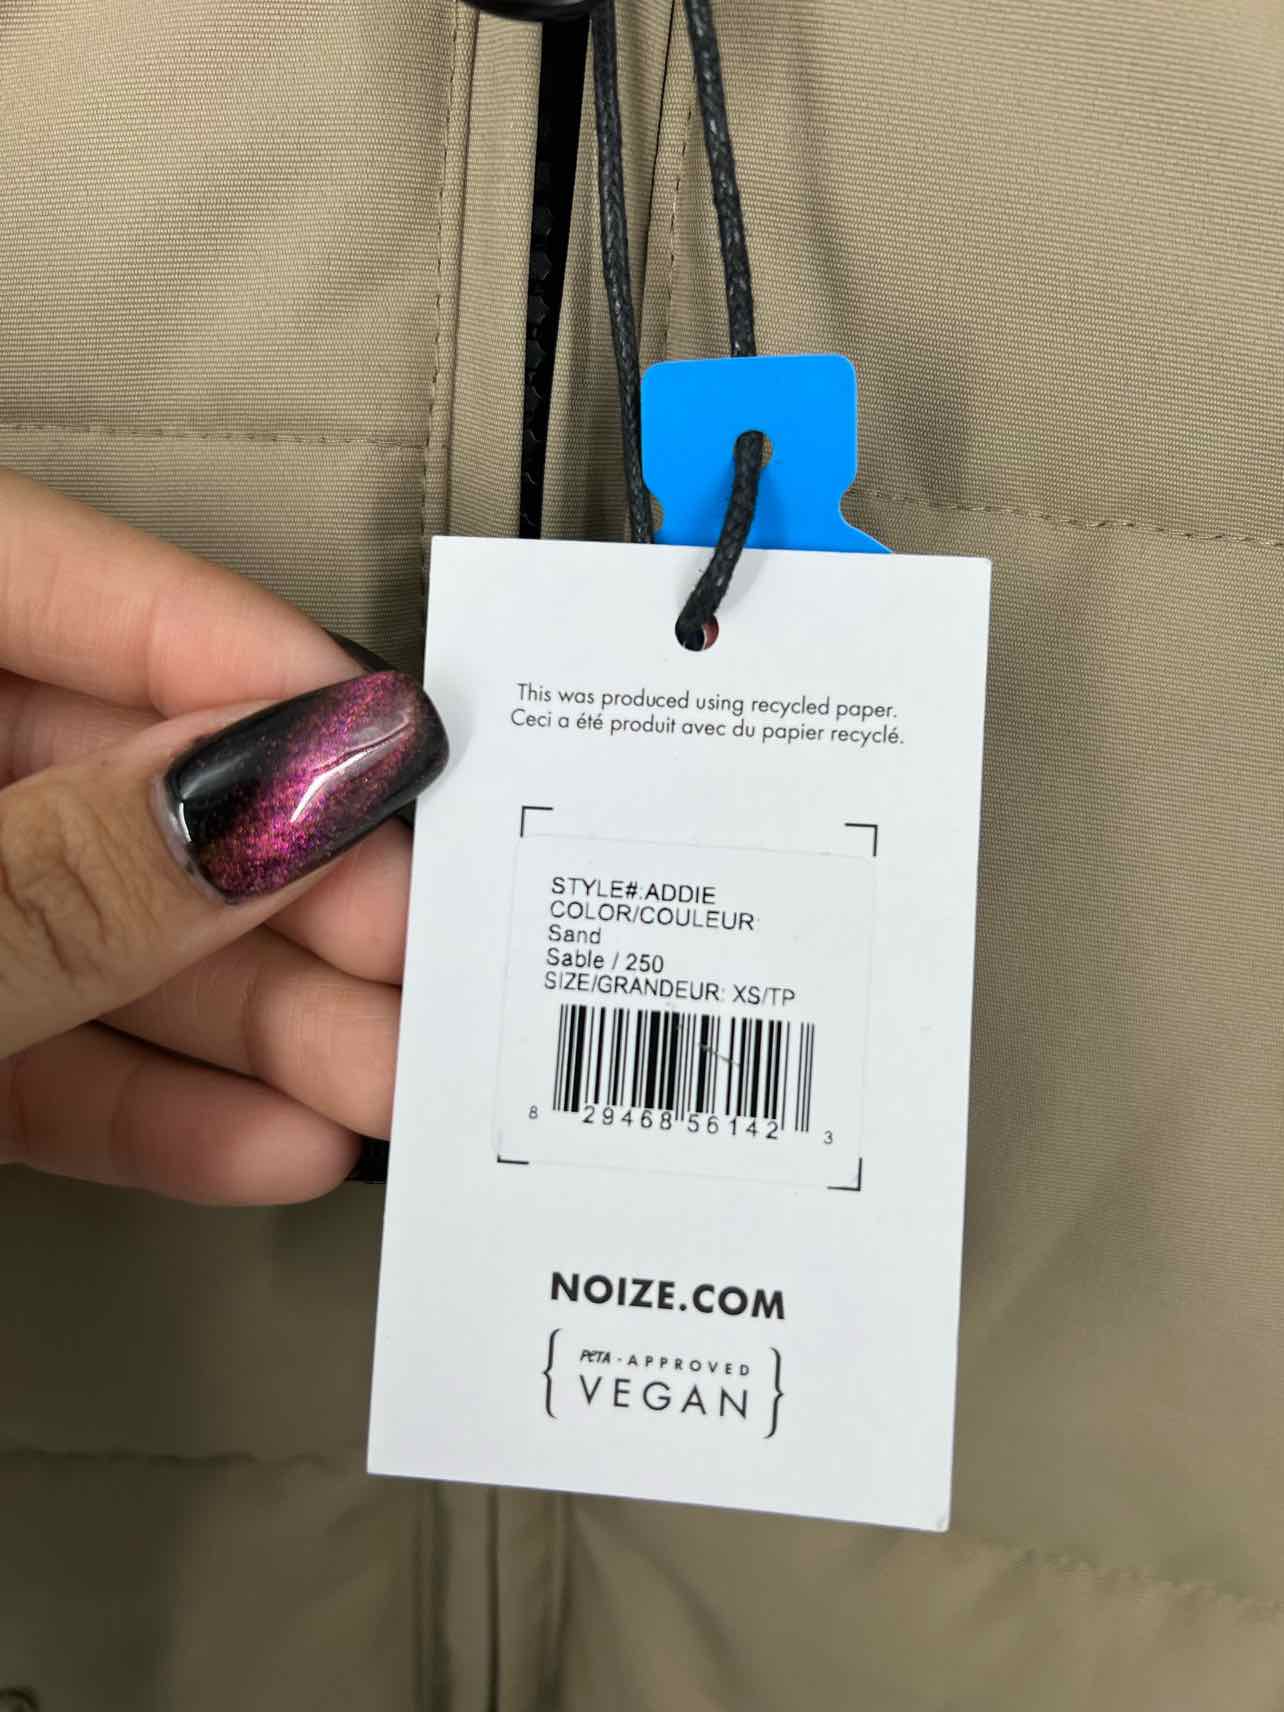 This was produced using recycled paper.
Ceci a été produit avec du papier recyclé.
STYLE#:ADDIE
COLOR/COULEUR:
Sand
Sable / 250
SIZE/GRANDEUR: XS/TP
8 29468 56142 3
NOIZE.COM
PETA-APPROVED
VEGAN